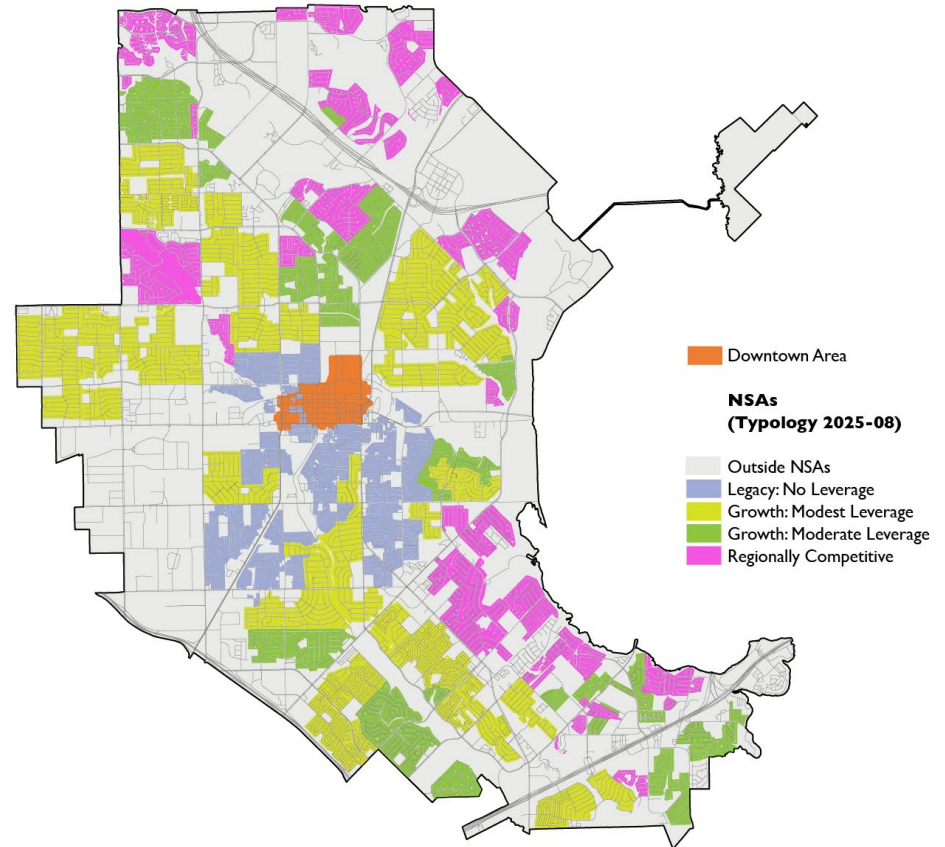 Downtown Area
NSAs
(Typology 2025-08)
Outside NSAs
Legacy: No Leverage
Growth: Modest Leverage
Growth: Moderate Leverage
Regionally Competitive